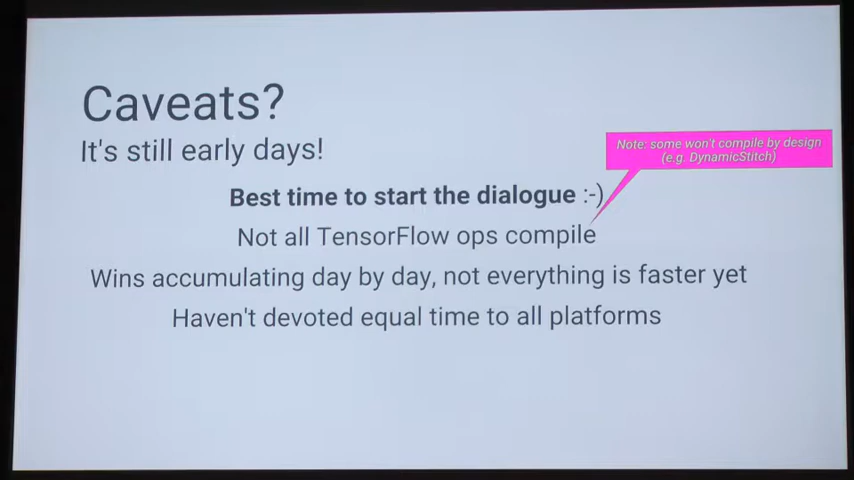 Caveats?
It's still early days!
Note: some won't compile by design
(e.g. DynamicStitch)
Best time to start the dialogue :-)
Not all TensorFlow ops compile
Wins accumulating day by day, not everything is faster yet
Haven't devoted equal time to all platforms